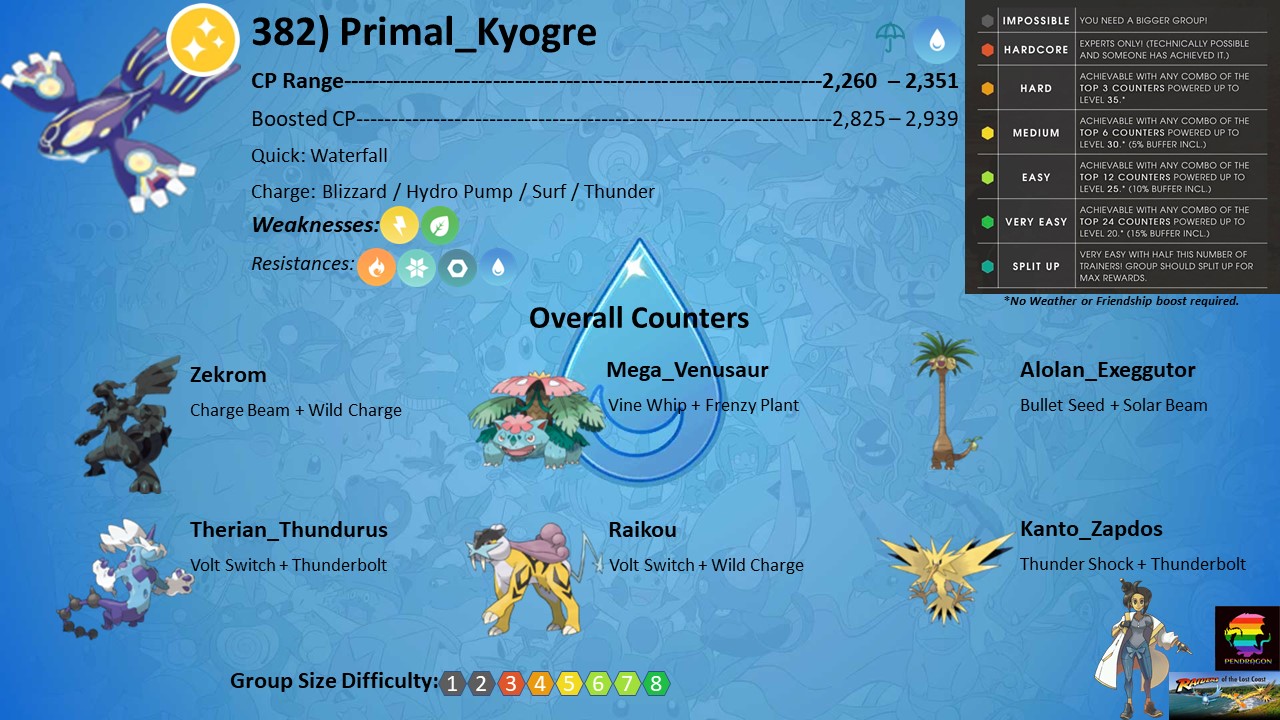 382) Primal_Kyogre
CP Range------------------------------------------------------------------------2,260 – 2,351
Boosted CP--------------------------------------------------------------------2,825 – 2,939
Quick: Waterfall
Charge: Blizzard / Hydro Pump / Surf / Thunder
Weaknesses:
Resistances:
IMPOSSIBLE YOU NEED A BIGGER GROUP!
HARDCORE EXPERTS ONLY! (TECHNICALLY POSSIBLE
AND SOMEONE HAS ACHIEVED IT.)
HARD ACHIEVABLE WITH ANY COMBO OF THE
TOP 3 COUNTERS POWERED UP TO
LEVEL 35.*
MEDIUM ACHIEVABLE WITH ANY COMBO OF THE
TOP 6 COUNTERS POWERED UP TO
LEVEL 30.* (5% BUFFER INCL.)
EASY ACHIEVABLE WITH ANY COMBO OF THE
TOP 12 COUNTERS POWERED UP TO
LEVEL 25.* (10% BUFFER INCL.)
VERY EASY ACHIEVABLE WITH ANY COMBO OF THE
TOP 24 COUNTERS POWERED UP TO
LEVEL 20.* (15% BUFFER INCL.)
SPLIT UP VERY EASY WITH HALF THIS NUMBER OF
TRAINERS! GROUP SHOULD SPLIT UP FOR
MAX REWARDS.
*No Weather or Friendship boost required.
Overall Counters
Zekrom
Charge Beam + Wild Charge
Mega_Venusaur
Vine Whip + Frenzy Plant
Alolan_Exeggutor
Bullet Seed + Solar Beam
Therian_Thundurus
Volt Switch + Thunderbolt
Raikou
Volt Switch + Wild Charge
Kanto_Zapdos
Thunder Shock + Thunderbolt
Group Size Difficulty: 1 2 3 4 5 6 7 8
PENDRAGON
RAIDERS of the Lost Coast